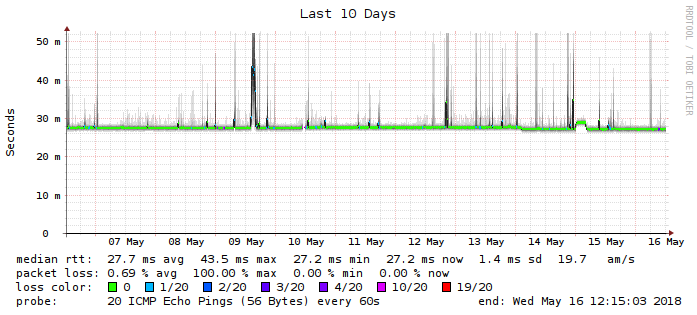 Last 10 Days
RRDTOOL / TOBI OETIKER
Seconds
50 m
40 m
30 m
20 m
10 m
0
07 May 08 May 09 May 10 May 11 May 12 May 13 May 14 May 15 May 16 May
median rtt: 27.7 ms avg 43.5 ms max 27.2 ms min 27.2 ms now 1.4 ms sd 19.7 am/s
packet loss: 0.69 % avg 100.00 % max 0.00 % min 0.00 % now
loss color: 0 1/20 2/20 3/20 4/20 10/20 19/20
probe: 20 ICMP Echo Pings (56 Bytes) every 60s end: Wed May 16 12:15:03 2018